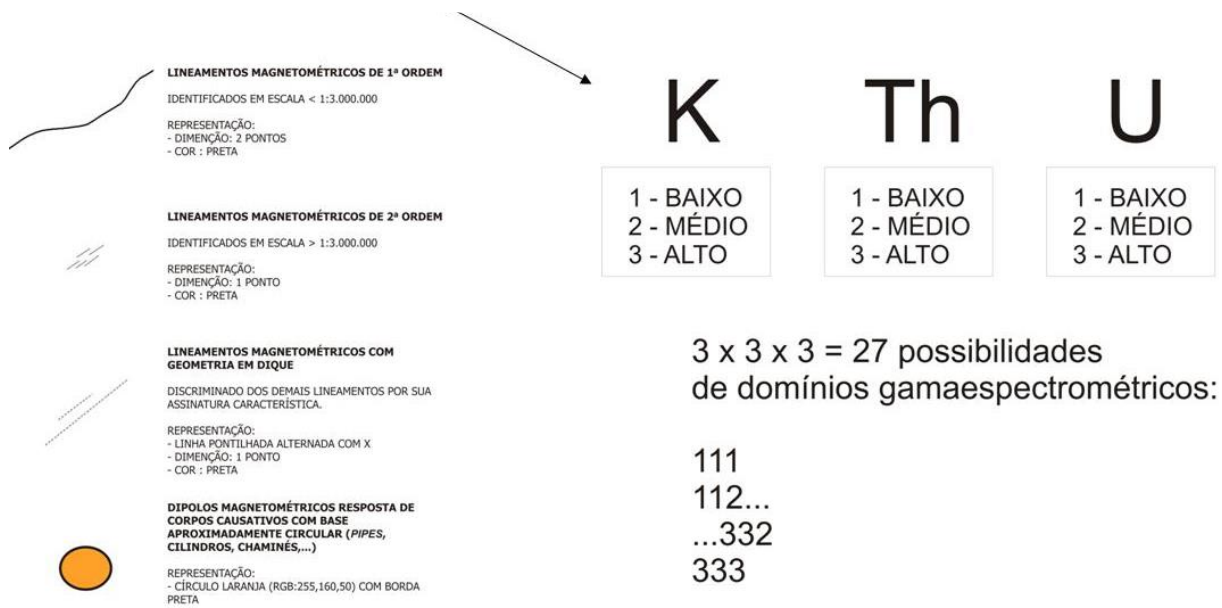 LINEAMENTOS MAGNETOMÉTRICOS DE 1ª ORDEM
IDENTIFICADOS EM ESCALA < 1:3.000.000
REPRESENTAÇÃO:
- DIMENÇÃO: 2 PONTOS
- COR : PRETA
LINEAMENTOS MAGNETOMÉTRICOS DE 2ª ORDEM
IDENTIFICADOS EM ESCALA > 1:3.000.000
REPRESENTAÇÃO:
- DIMENÇÃO: 1 PONTO
- COR : PRETA
LINEAMENTOS MAGNETOMÉTRICOS COM
GEOMETRIA EM DIQUE
DISCRIMINADO DOS DEMAIS LINEAMENTOS POR SUA
ASSINATURA CARACTERÍSTICA.
REPRESENTAÇÃO:
- LINHA PONTILHADA ALTERNADA COM X
- DIMENÇÃO: 1 PONTO
- COR : PRETA
DIPOLOS MAGNETOMÉTRICOS RESPOSTA DE
CORPOS CAUSATIVOS COM BASE
APROXIMADAMENTE CIRCULAR (PIPES,
CILINDROS, CHAMINÉS,...)
REPRESENTAÇÃO:
- CÍRCULO LARANJA (RGB:255,160,50) COM BORDA
PRETA
K
1 - BAIXO
2 - MÉDIO
3 - ALTO
Th
1 - BAIXO
2 - MÉDIO
3 - ALTO
U
1 - BAIXO
2 - MÉDIO
3 - ALTO
3 x 3 x 3 = 27 possibilidades
de domínios gamaespectrométricos:
111
112...
...332
333